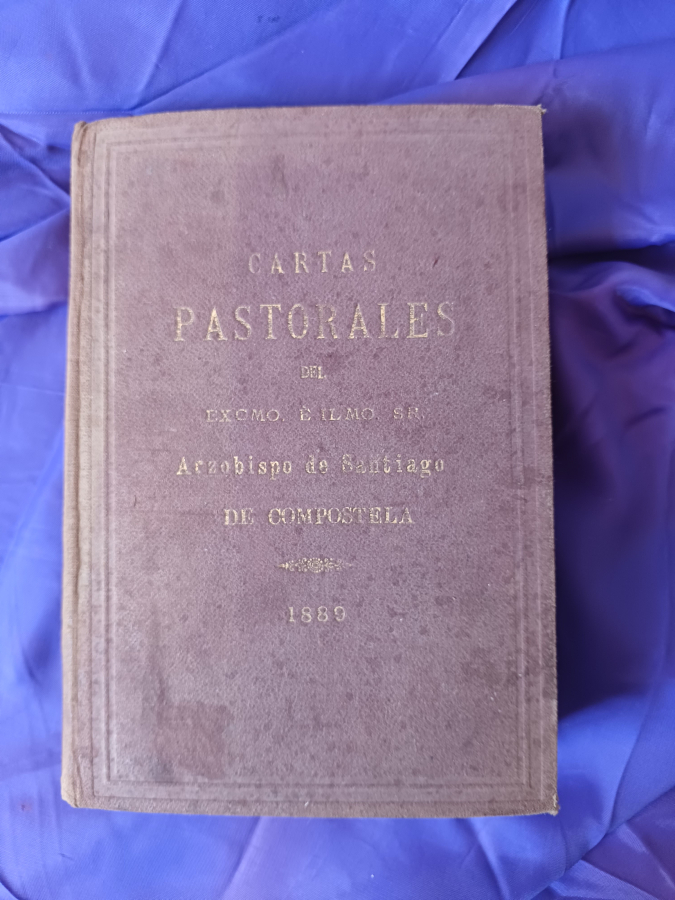 CARTAS
PASTORALES
DEL
EXCMO. É ILMO. SR.
Arzobispo de Santiago
DE COMPOSTELA
1889